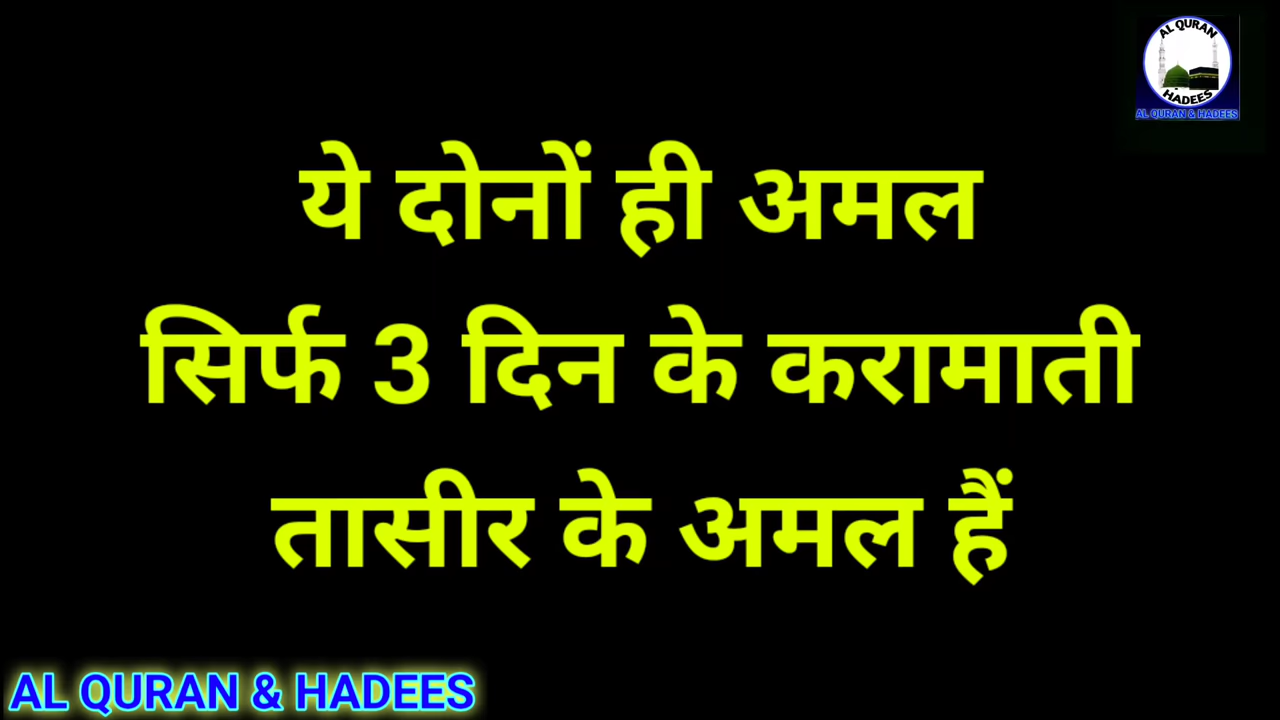 AL QURAN
HADEES
AL QURAN & HADEES
ये दोनों ही अमल
सिर्फ 3 दिन के करामाती
तासीर के अमल हैं
AL QURAN & HADEES